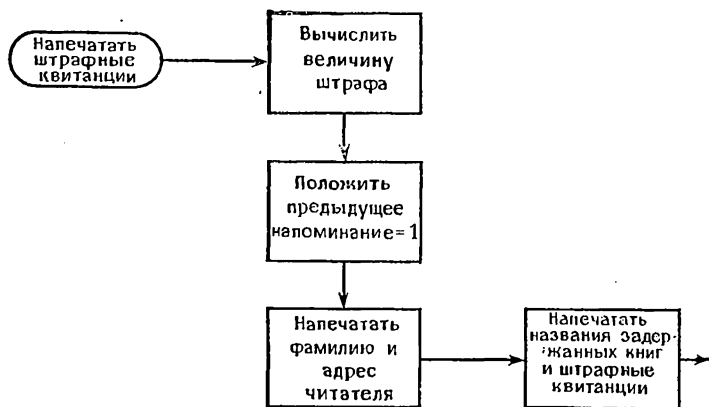 Напечатать
штрафные
квитанции
Вычислить
величину
штрафа
Положить
предыдущее
напоминание=1
Напечатать
фамилию и
адрес
читателя
Напечатать
названия задер-
жанных книг
и штрафные
квитанции